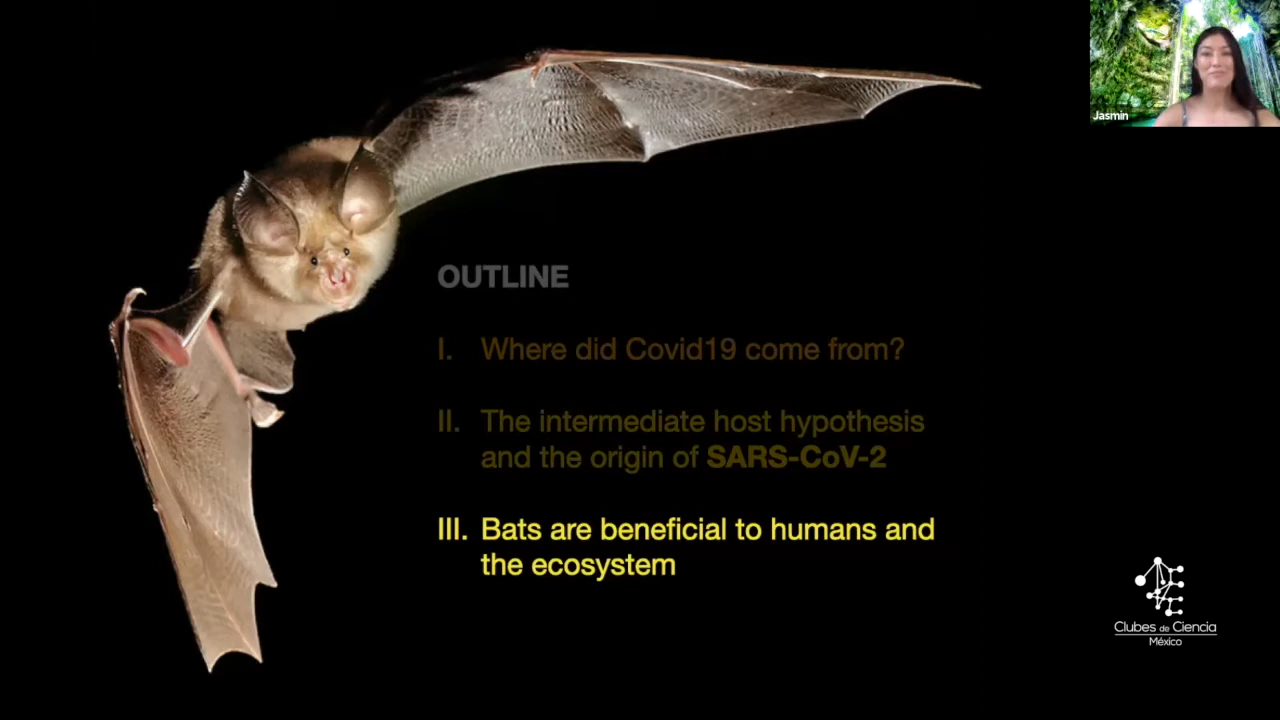 Jasmin
OUTLINE
I. Where did Covid19 come from?
II. The intermediate host hypothesis
and the origin of SARS-CoV-2
III. Bats are beneficial to humans and
the ecosystem
Clubes de Ciencia
México